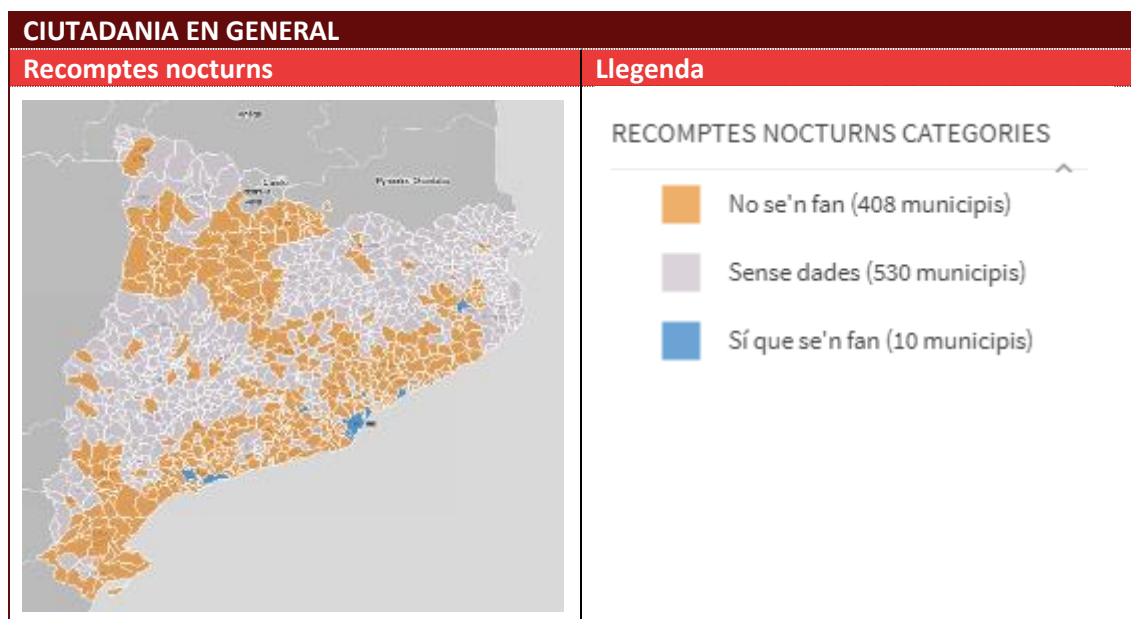 CIUTADANIA EN GENERAL
Recomptes nocturns
Llegenda
RECOMPTES NOCTURNS CATEGORIES
No se'n fan (408 municipis)
Sense dades (530 municipis)
Sí que se'n fan (10 municipis)